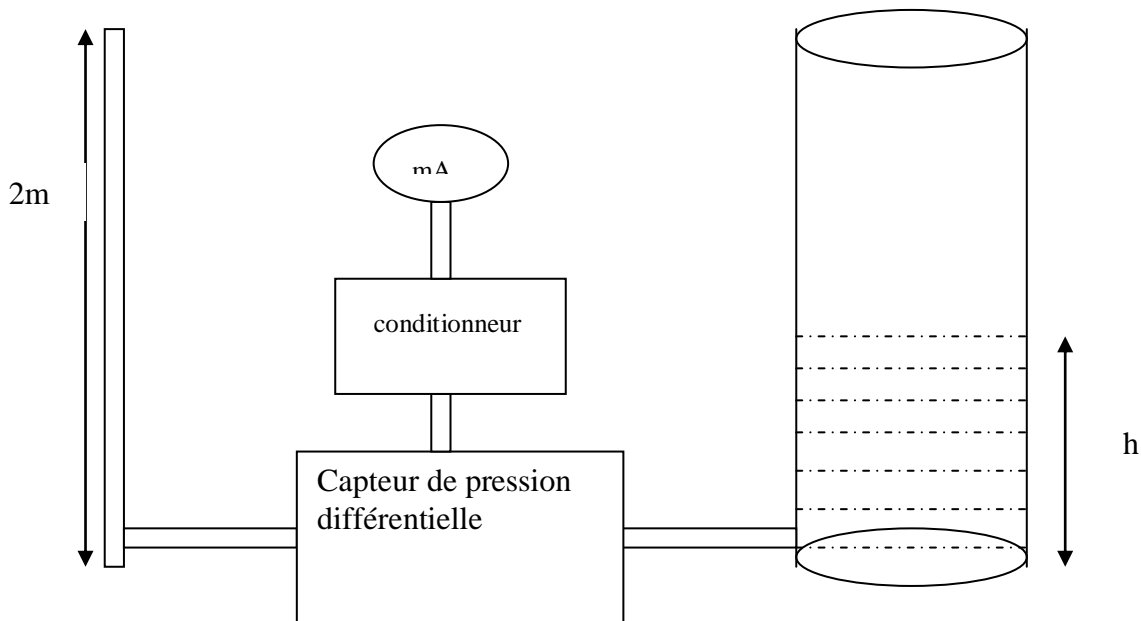 2m
mA
conditionneur
Capteur de pression
différentielle
h